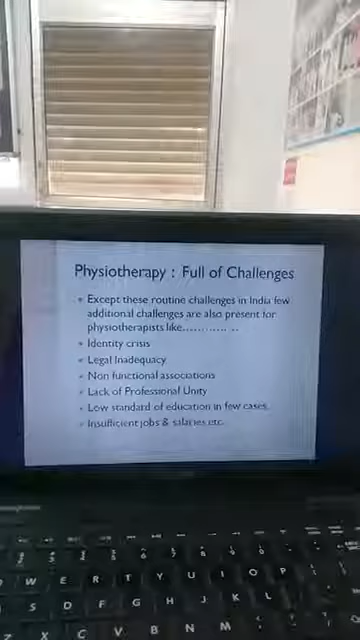 Physiotherapy : Full of Challenges
Except these routine challenges in India few
additional challenges are also present for
physiotherapists like............ ..
Identity crisis
Legal Inadequacy
Non functional associations
Lack of Professional Unity
Low standard of education in few cases.
Insufficient jobs & salaries etc.
W E R T Y U I O P
S D F G H J K L
Z X C V B N M